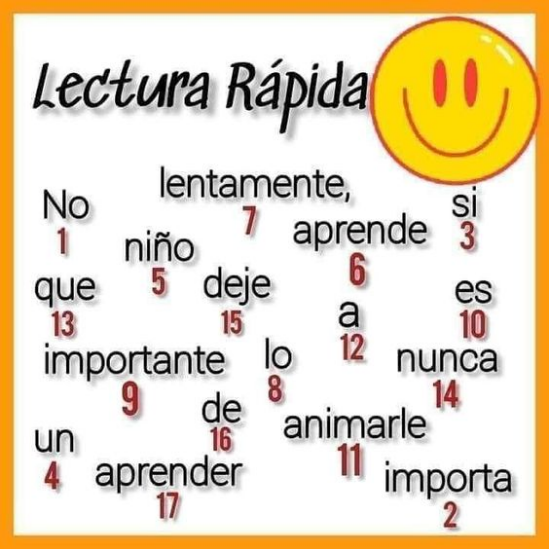 Lectura Rápida
No lentamente, si
1 niño 7 aprende 3
que 5 deje 6 es
13 15 a 10
importante lo 12 nunca
9 de 8 14
un 16 animarle
4 aprender 11 importa
17 2